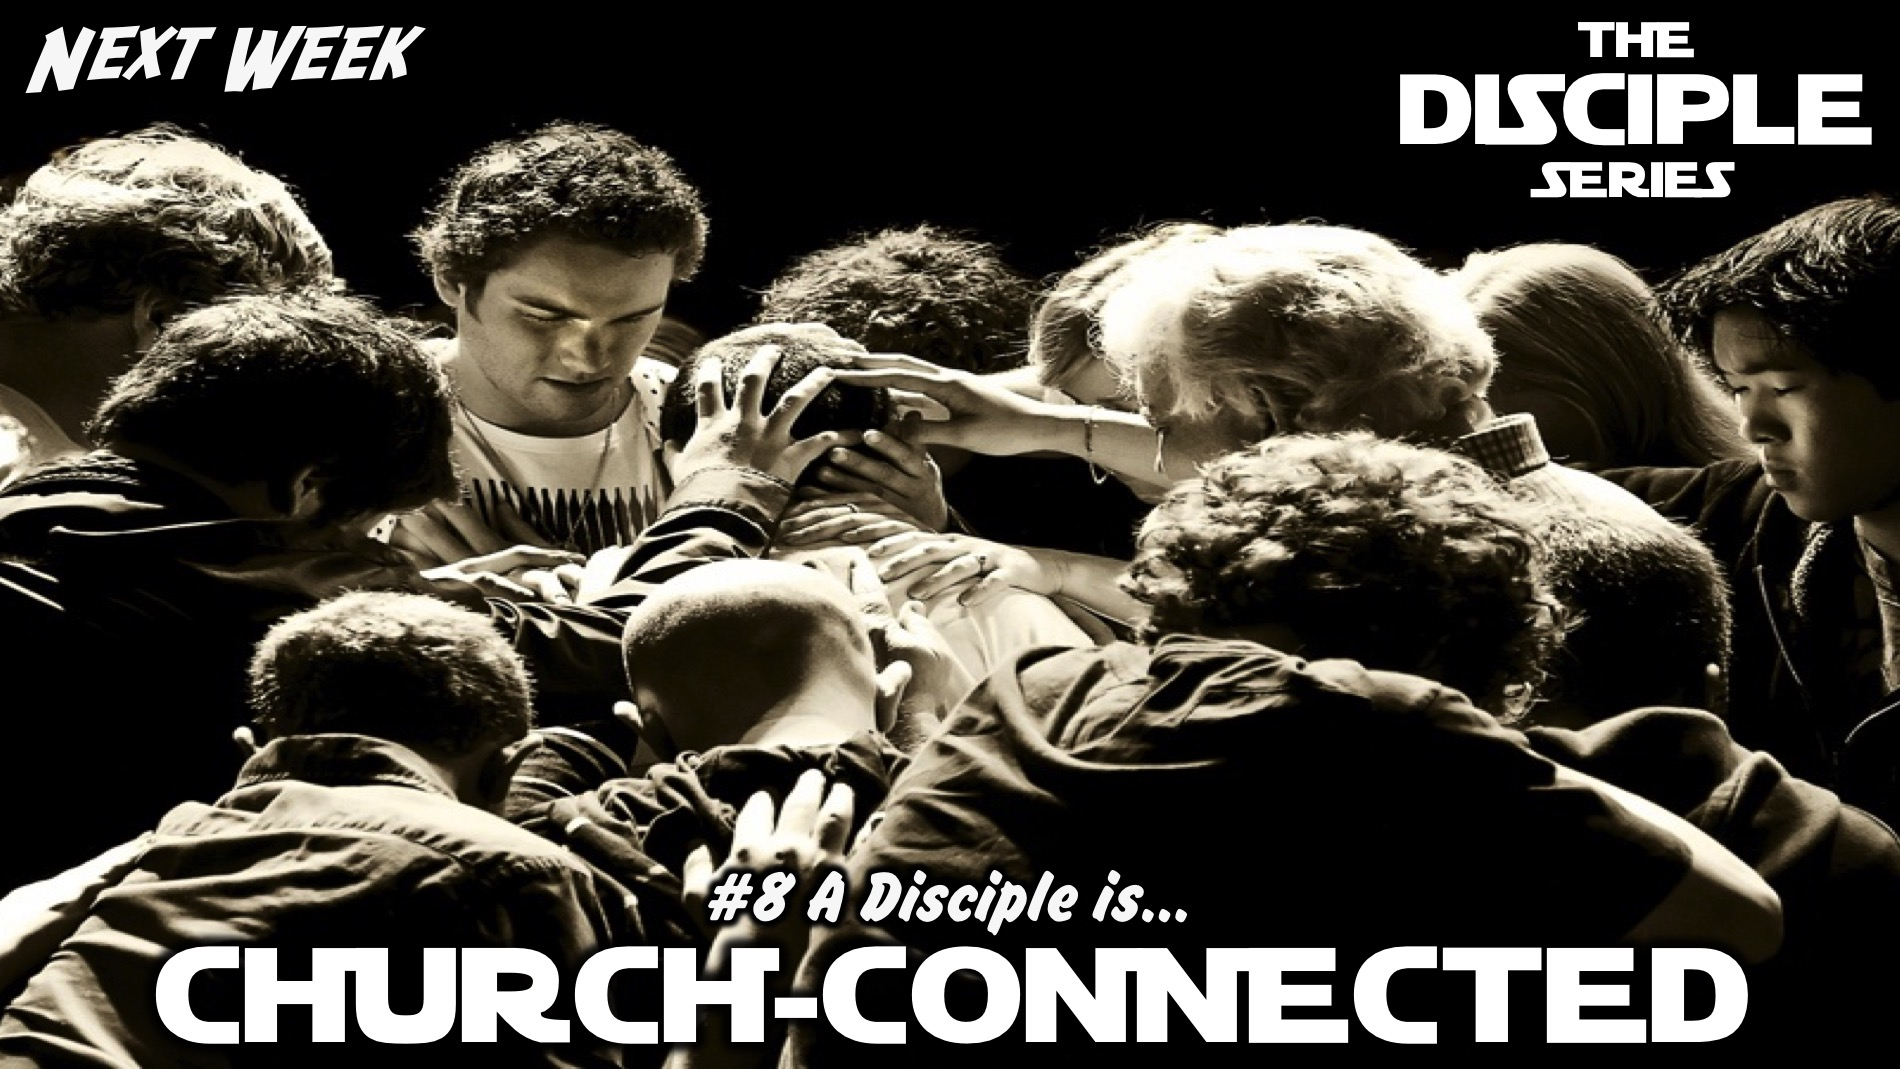 Next Week
THE
DISCIPLE
SERIES
#8 A Disciple is...
CHURCH-CONNECTED